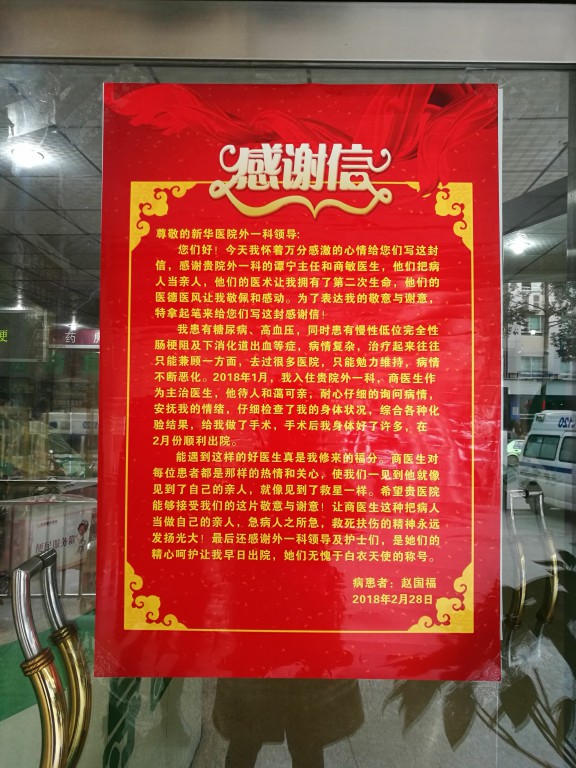 感谢信
尊敬的新华医院外一科领导:
您们好！今天我怀着万分感激的心情给您们写这封
信，感谢贵院外一科的谭宁主任和商敏医生，他们把病
人当亲人，他们的医术让我拥有了第二次生命，他们的
医德医风让我敬佩和感动。为了表达我的敬意与谢意，
特拿起笔来给您们写这封感谢信！
我患有糖尿病、高血压，同时患有慢性低位完全性
肠梗阻及下消化道出血等症，病情复杂，治疗起来往往
只能兼顾一方面，去过很多医院，只能勉力维持，病情
不断恶化。2018年1月，我入住贵院外一科，商医生作
为主治医生，他待人和蔼可亲，耐心仔细的询问病情，
安抚我的情绪，仔细检查了我的身体状况，综合各种化
验结果，给我做了手术，手术后我身体好了许多，在
2月份顺利出院。
能遇到这样的好医生真是我修来的福分。商医生对
每位患者都是那样的热情和关心，使我们一见到他就像
见到了自己的亲人，就像见到了救星一样。希望贵医院
能够接受我们的这片敬意与谢意！让商医生这种把病人
当做自己的亲人，急病人之所急，救死扶伤的精神永远
发扬光大！最后还感谢外一科领导及护士们，是她们的
精心呵护让我早日出院，她们无愧于白衣天使的称号。
病患者：赵国福
2018年2月28日
药
梗
120